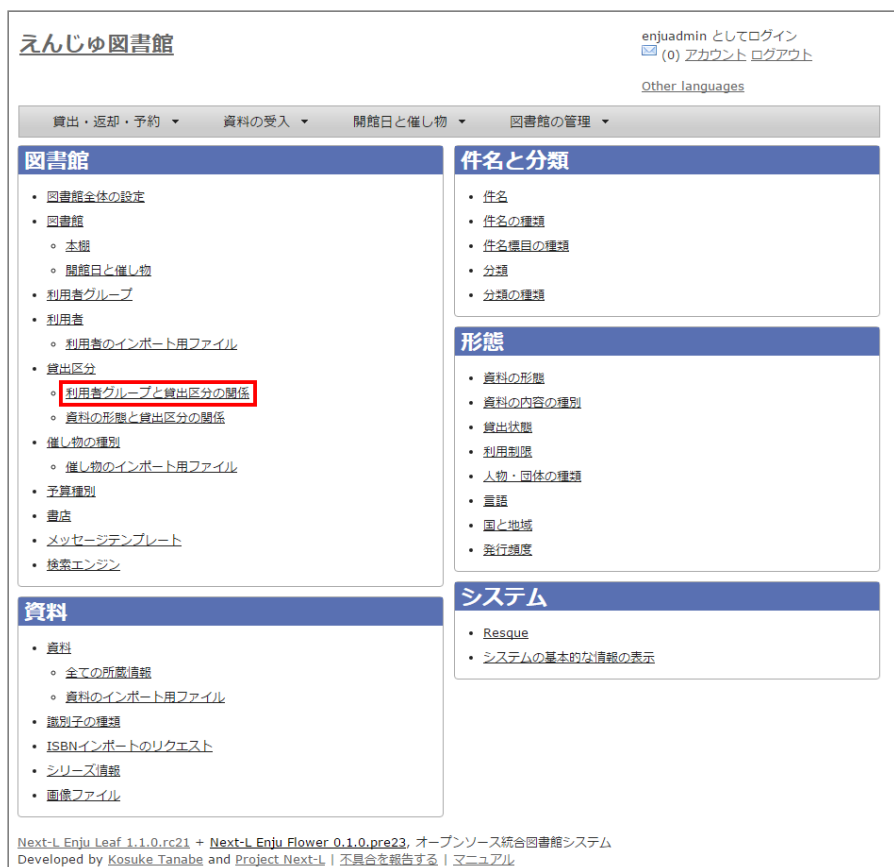 えんじゅ図書館
enjuadmin としてログイン
(0) アカウント ログアウト
Other languages
貸出・返却・予約 ▼ 資料の受入 ▼ 開館日と催し物 ▼ 図書館の管理 ▼
図書館
• 図書館全体の設定
• 図書館
◦ 本棚
◦ 開館日と催し物
• 利用者グループ
• 利用者
◦ 利用者のインポート用ファイル
• 貸出区分
◦ 利用者グループと貸出区分の関係
◦ 資料の形態と貸出区分の関係
• 催し物の種別
◦ 催し物のインポート用ファイル
• 予算種別
• 書店
• メッセージテンプレート
• 検索エンジン
資料
• 資料
◦ 全ての所蔵情報
◦ 資料のインポート用ファイル
• 識別子の種類
• ISBNインポートのリクエスト
• シリーズ情報
• 画像ファイル
件名と分類
• 件名
• 件名の種類
• 件名標目の種類
• 分類
• 分類の種類
形態
• 資料の形態
• 資料の内容の種別
• 貸出状態
• 利用制限
• 人物・団体の種類
• 言語
• 国と地域
• 発行頻度
システム
• Resque
• システムの基本的な情報の表示
Next-L Enju Leaf 1.1.0.rc21 + Next-L Enju Flower 0.1.0.pre23, オープンソース統合図書館システム
Developed by Kosuke Tanabe and Project Next-L | 不具合を報告する | マニュアル